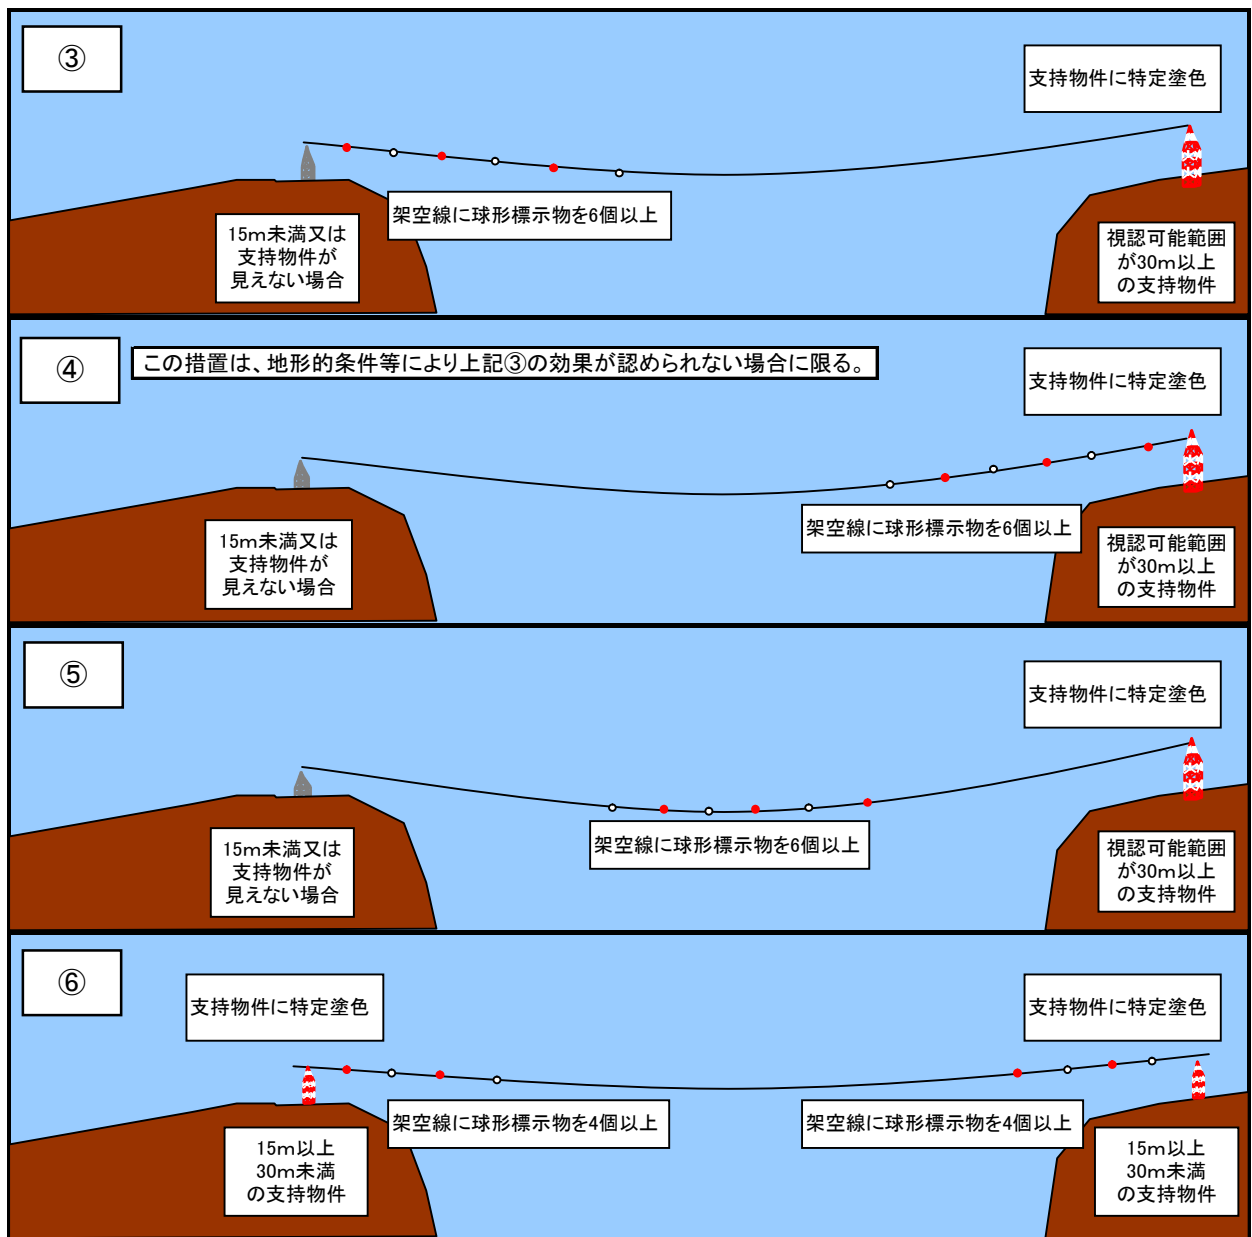 ③
支持物件に特定塗色
架空線に球形標示物を6個以上
15m未満又は
支持物件が
見えない場合
視認可能範囲
が30m以上
の支持物件
④
この措置は、地形的条件等により上記③の効果が認められない場合に限る。
支持物件に特定塗色
架空線に球形標示物を6個以上
15m未満又は
支持物件が
見えない場合
視認可能範囲
が30m以上
の支持物件
⑤
支持物件に特定塗色
架空線に球形標示物を6個以上
15m未満又は
支持物件が
見えない場合
視認可能範囲
が30m以上
の支持物件
⑥
支持物件に特定塗色
支持物件に特定塗色
架空線に球形標示物を4個以上
架空線に球形標示物を4個以上
15m以上
30m未満
の支持物件
15m以上
30m未満
の支持物件